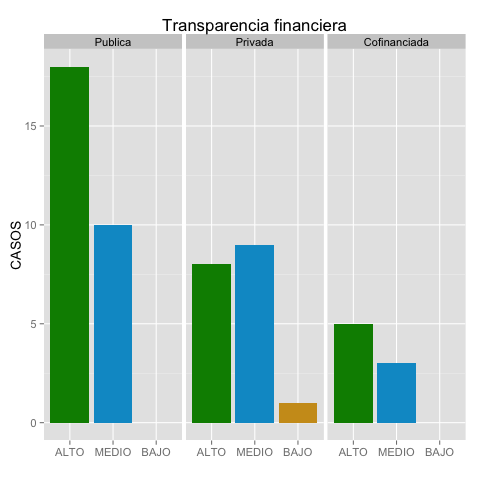 Transparencia financiera
Publica Privada Cofinanciada
CASOS
15
10
5
0
ALTO MEDIO BAJO ALTO MEDIO BAJO ALTO MEDIO BAJO